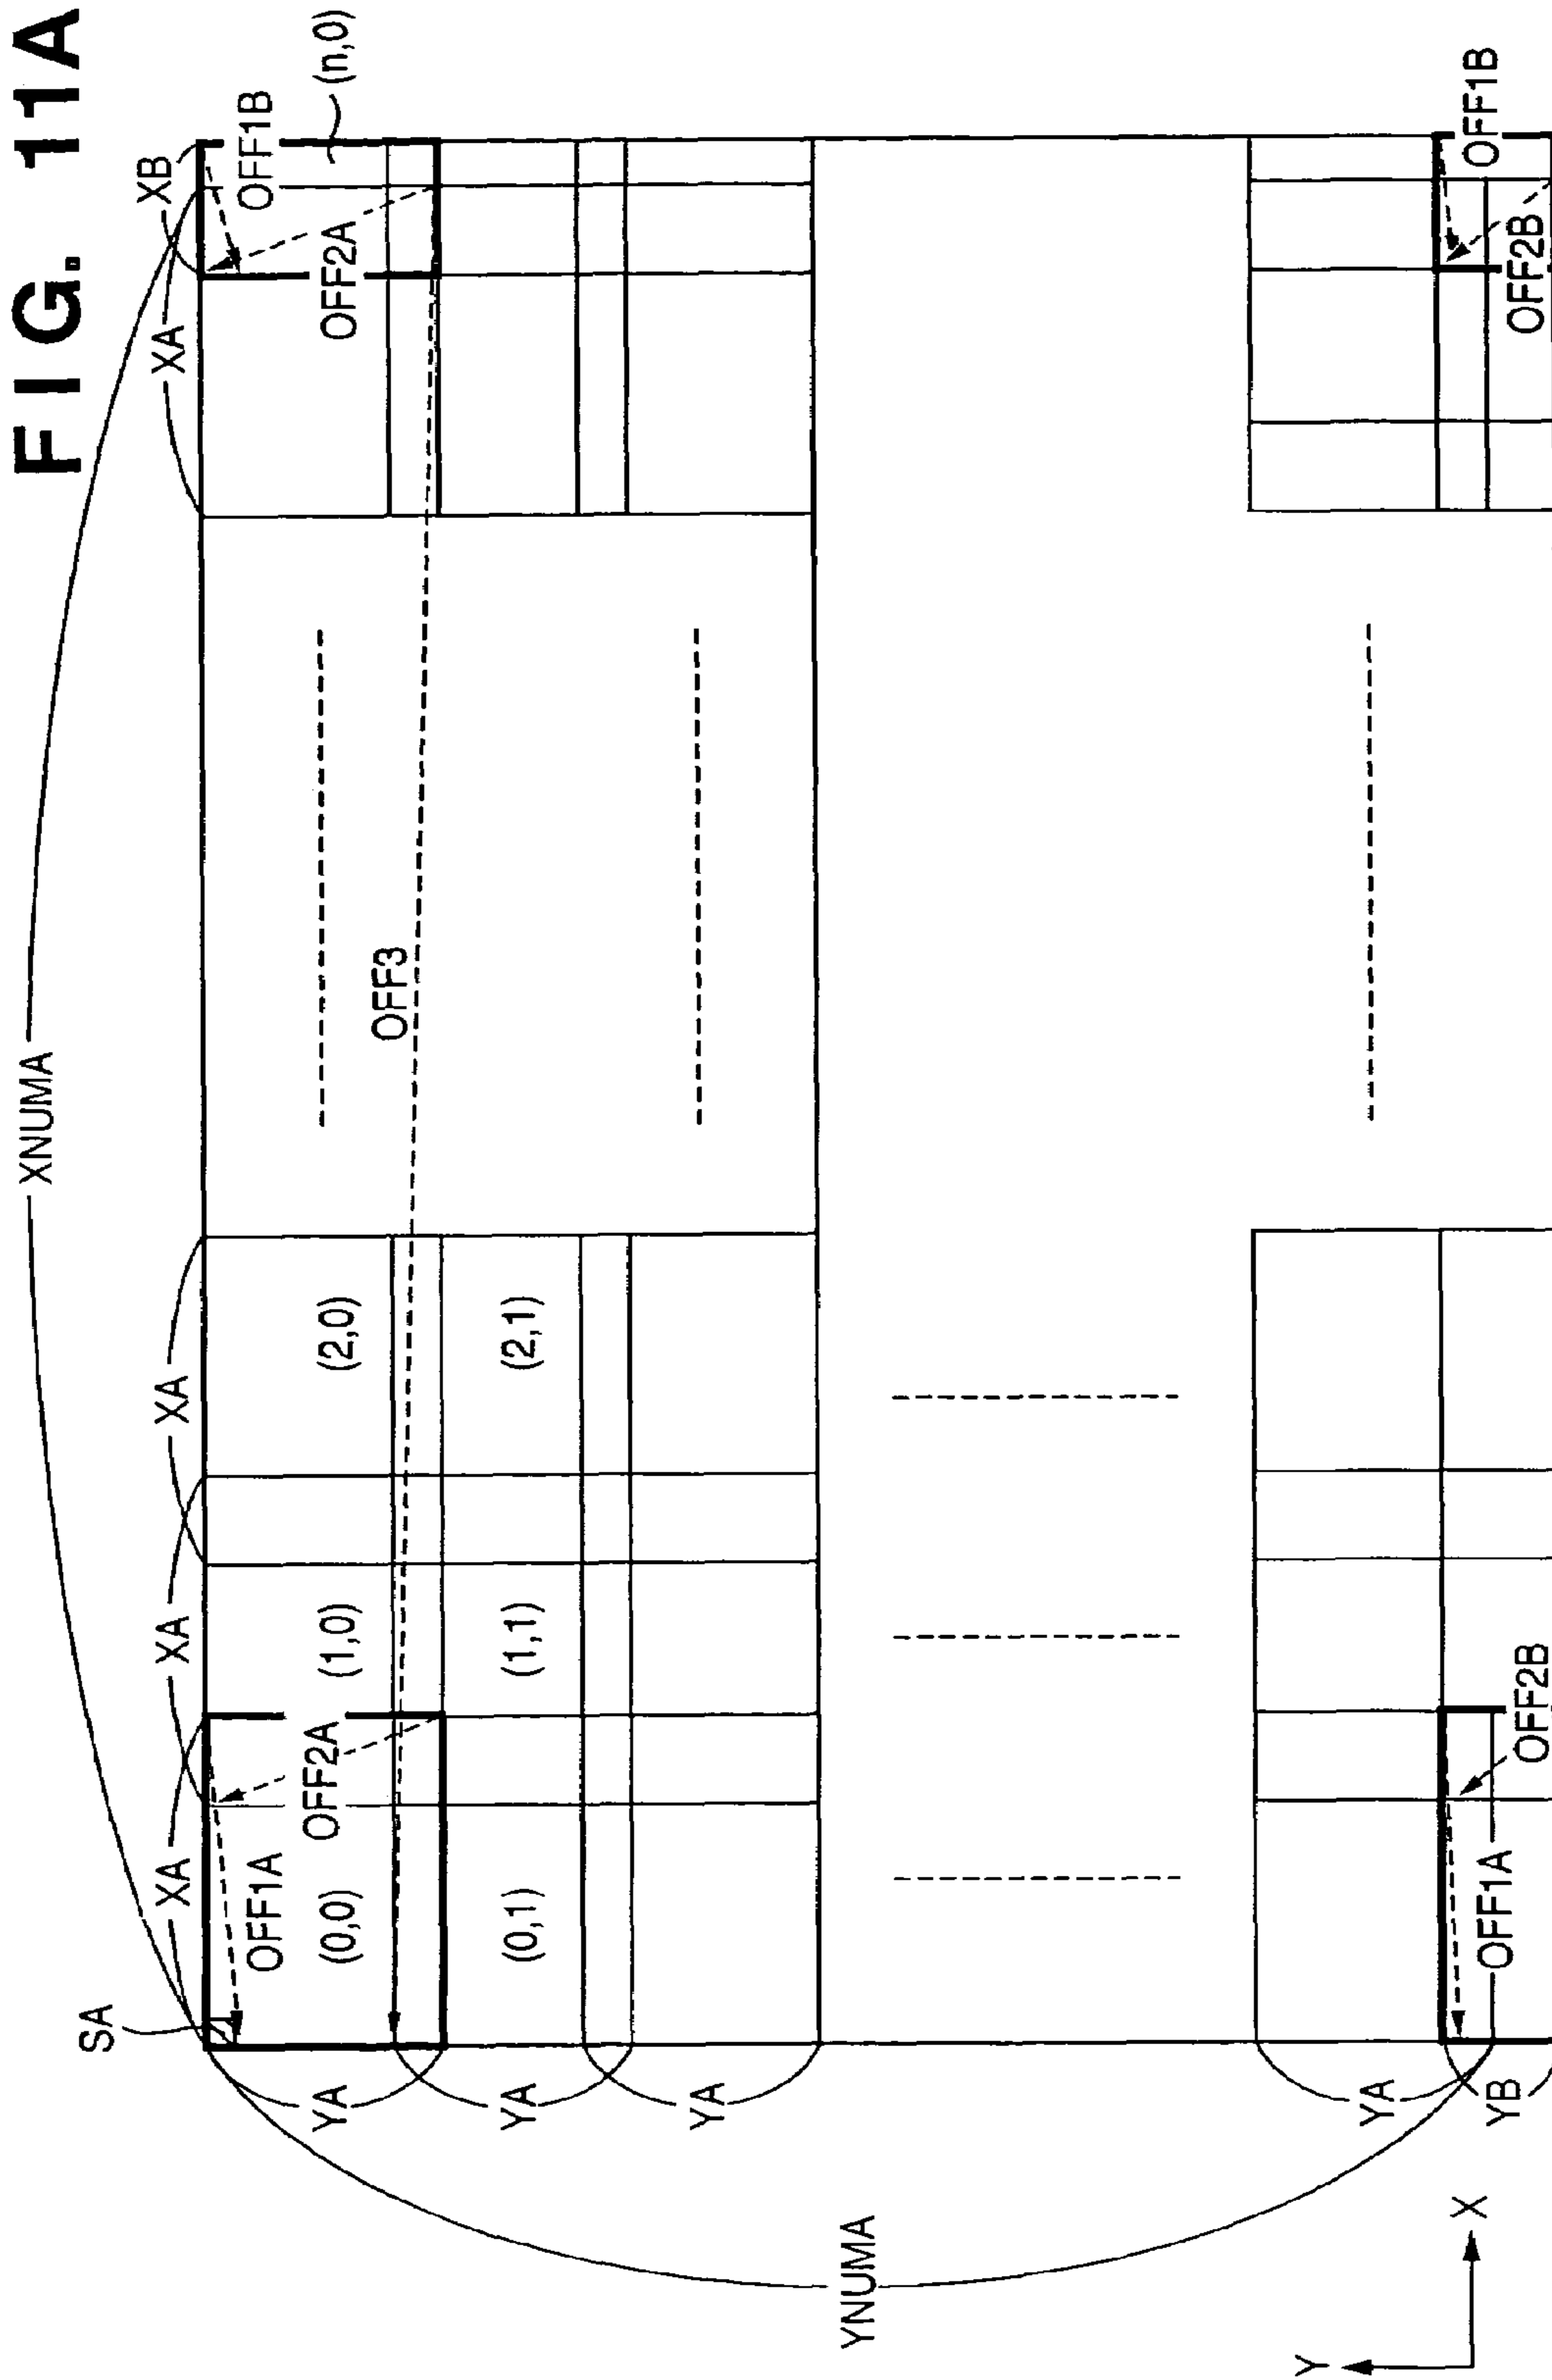 FIG. 11A
XNUMA
SA
XA
XA
XA
XA
XB
OFF1A
OFF2A
(0,0)
(1,0)
(2,0)
OFF3
OFF2A
OFF1B
(n,0)
YA
(0,1)
(1,1)
(2,1)
YA
YA
YNUMA
YA
YB
OFF1A
OFF2B
OFF2B
OFF1B
Y
X